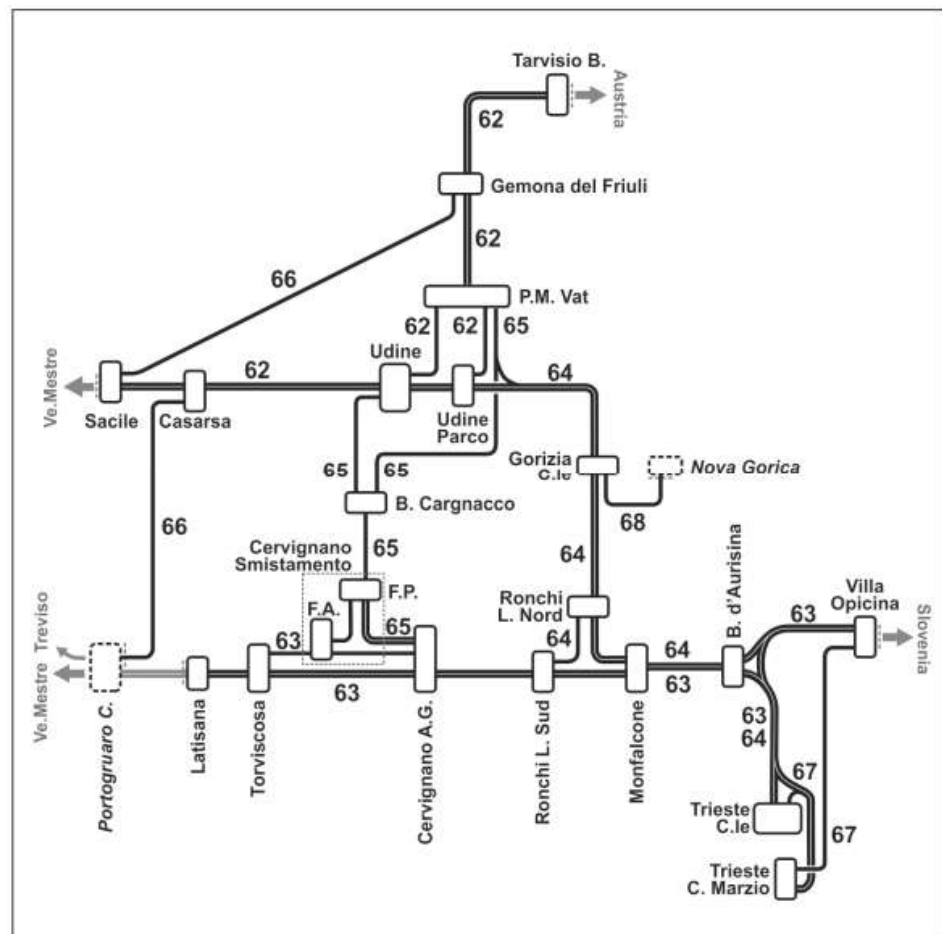 Tarvisio B.
Austria
62
Gemona del Friuli
62
66
P.M. Vat
62
62
65
Udine
Ve.Mestre
62
64
Sacile
Casarsa
Udine
Parco
65
65
Gorizia
C.le
Nova Gorica
B. Cargnacco
68
66
65
Cervignano
Smistamento
64
F.P.
F.A.
Ronchi
L. Nord
B. d'Aurisina
Villa
Opicina
63
Slovenia
Treviso
63
65
64
64
Ve.Mestre
63
63
Portogruaro C.
Latisana
Torviscosa
Cervignano A.G.
Ronchi L. Sud
Monfalcone
63
64
67
Trieste
C.le
67
Trieste
C. Marzio